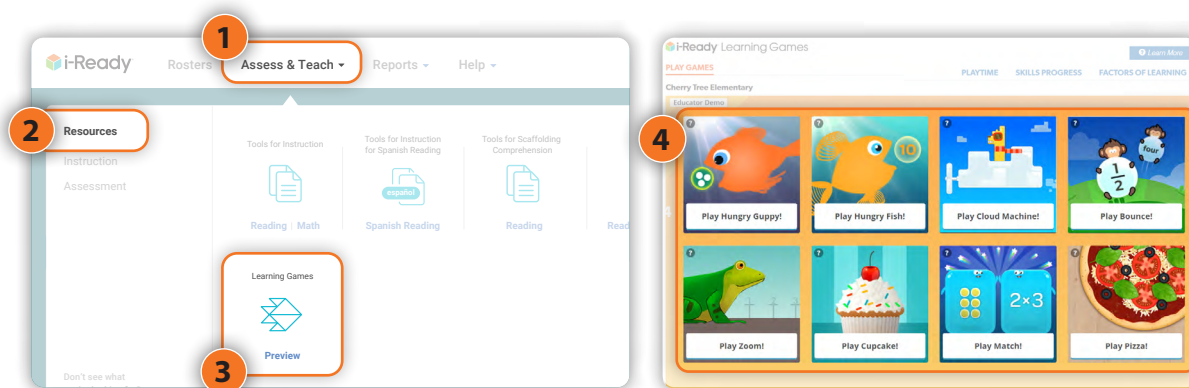 1
i-Ready
Rosters
Assess & Teach
Reports
Help
2
Resources
Instruction
Assessment
Tools for Instruction
Reading | Math
Tools for Instruction
for Spanish Reading
español
Spanish Reading
Tools for Scaffolding
Comprehension
Reading
Read
Learning Games
Preview
3
Don't see what
i-Ready Learning Games
? Learn More
PLAY GAMES
PLAYTIME
SKILLS PROGRESS
FACTORS OF LEARNING
Cherry Tree Elementary
Educator Demo
4
?
Play Hungry Guppy!
?
10
Play Hungry Fish!
?
Play Cloud Machine!
?
four
1
2
Play Bounce!
?
Play Zoom!
?
Play Cupcake!
?
2×3
Play Match!
?
Play Pizza!